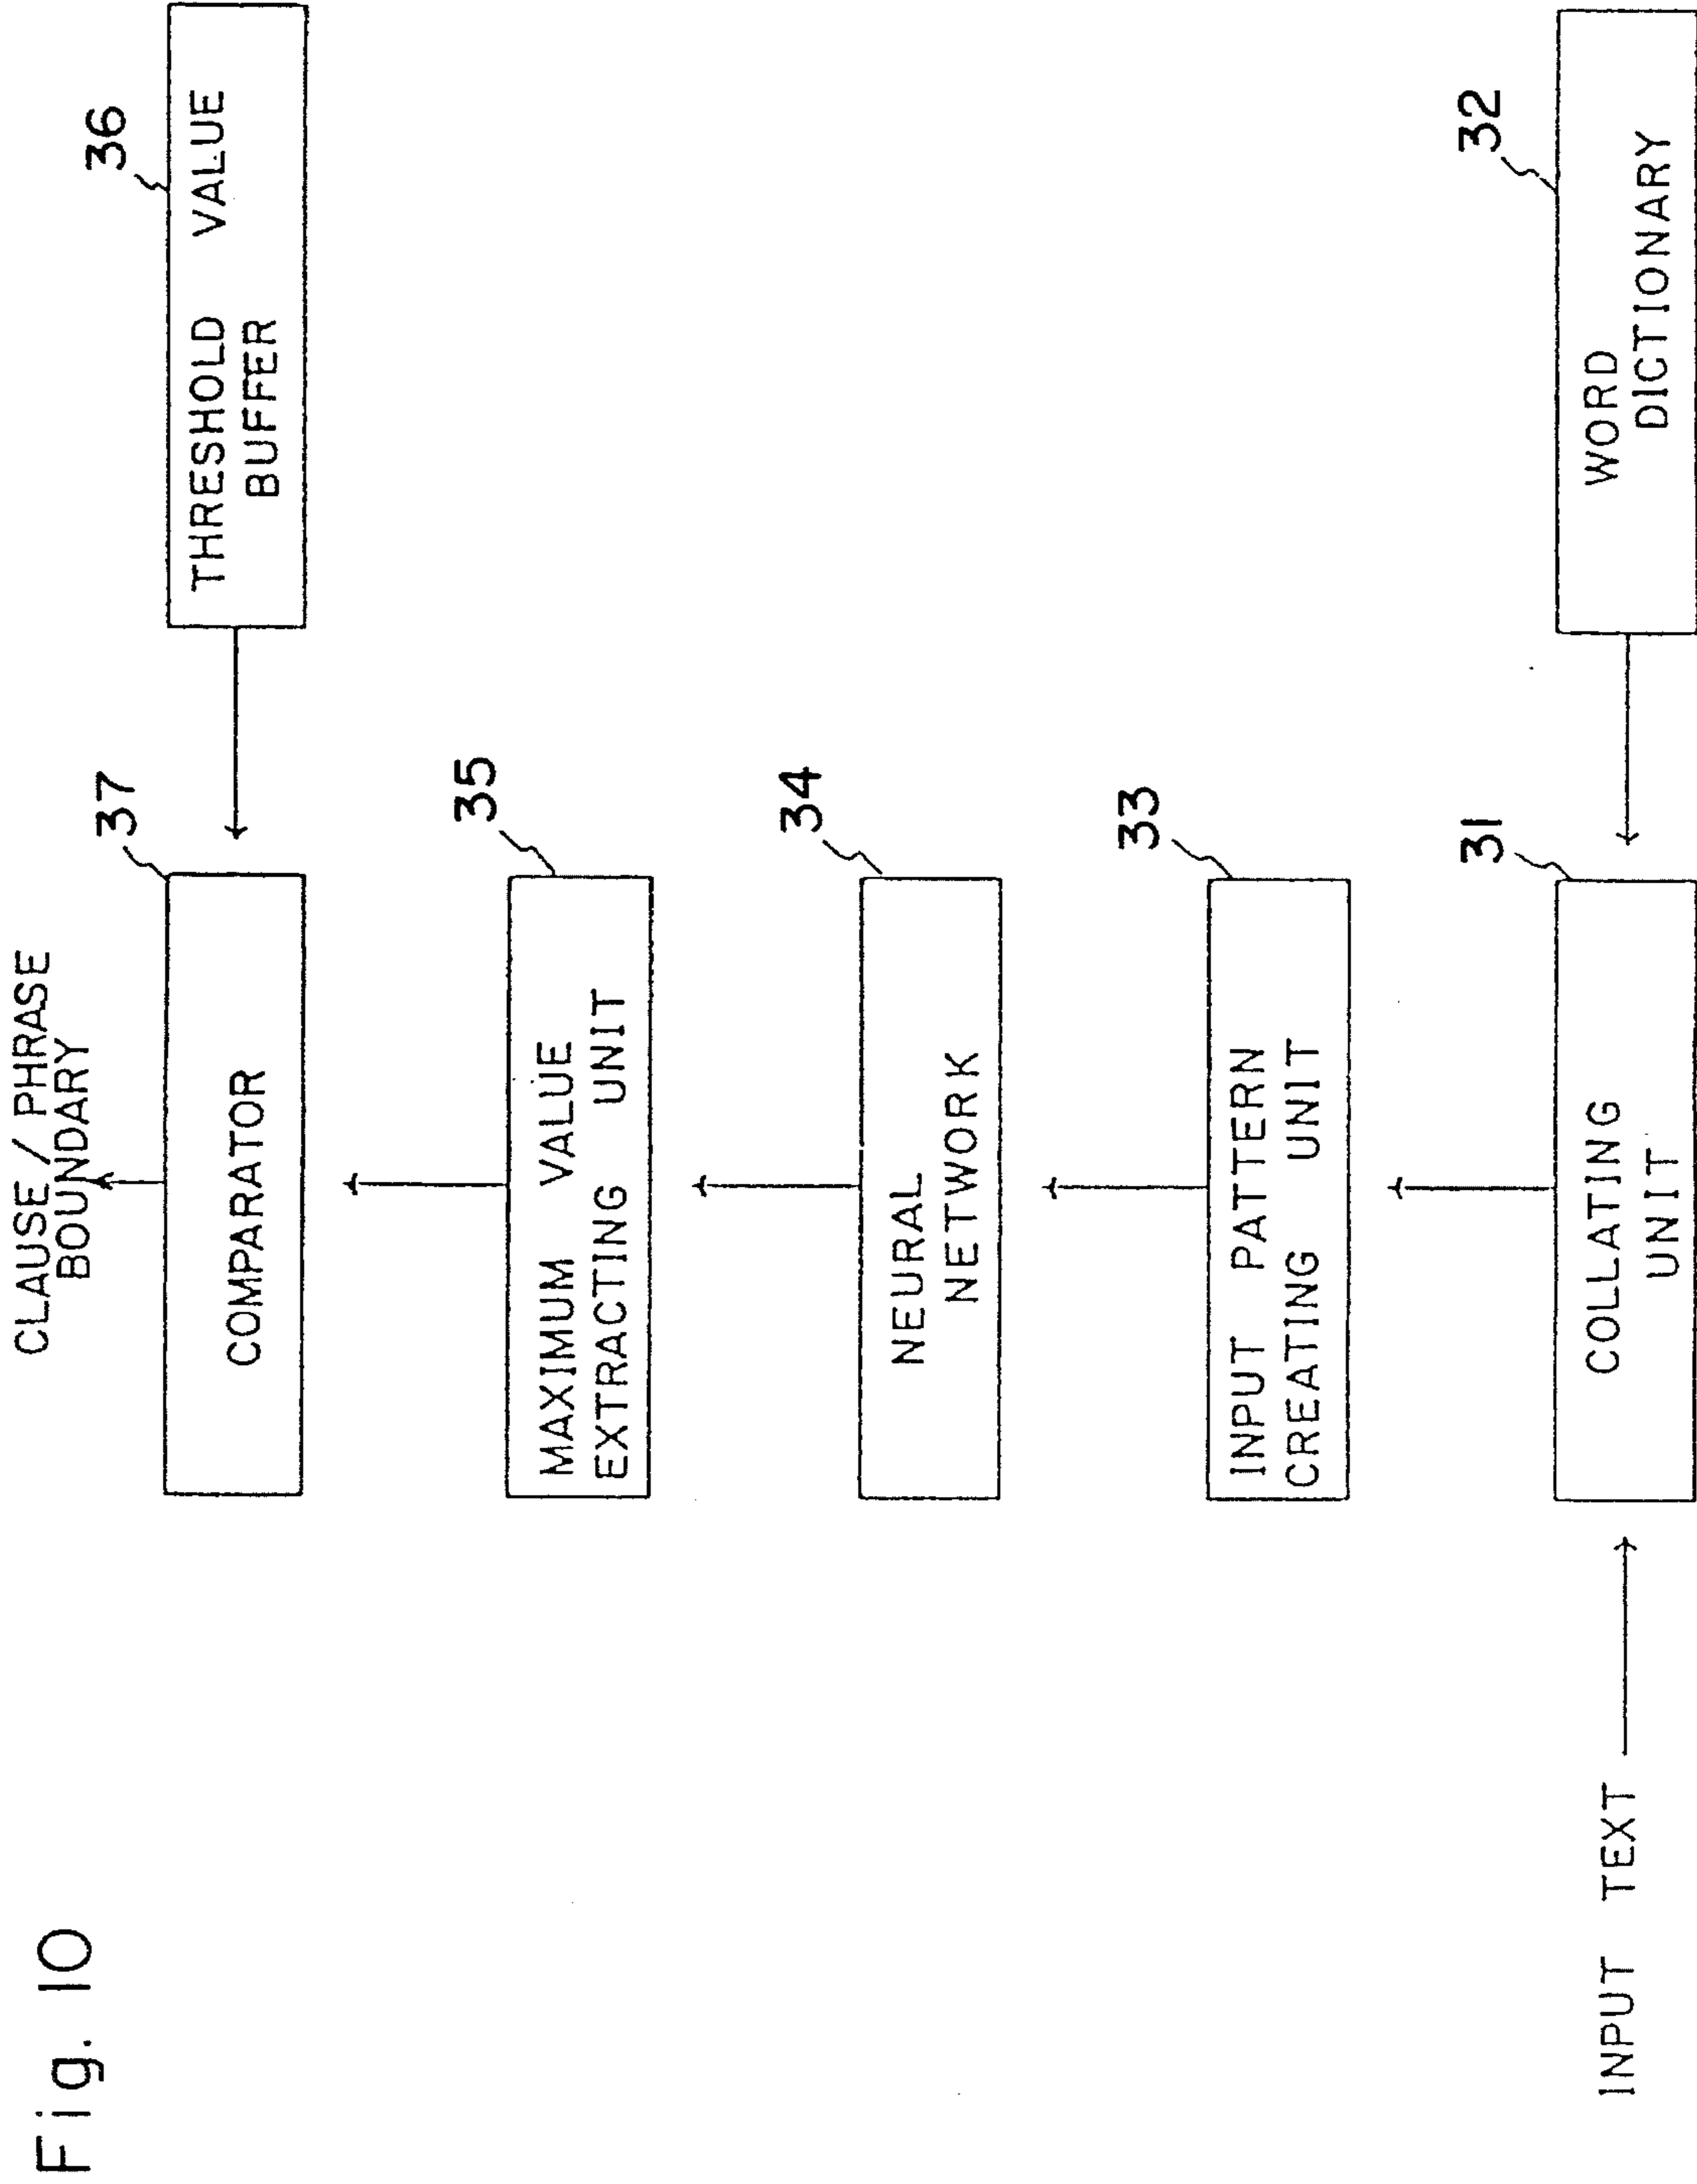 Fig. 10
CLAUSE / PHRASE
BOUNDARY
37
36
COMPARATOR
THRESHOLD VALUE
BUFFER
35
MAXIMUM VALUE
EXTRACTING UNIT
34
NEURAL
NETWORK
33
INPUT PATTERN
CREATING UNIT
31
32
INPUT TEXT
COLLATING
UNIT
WORD
DICTIONARY